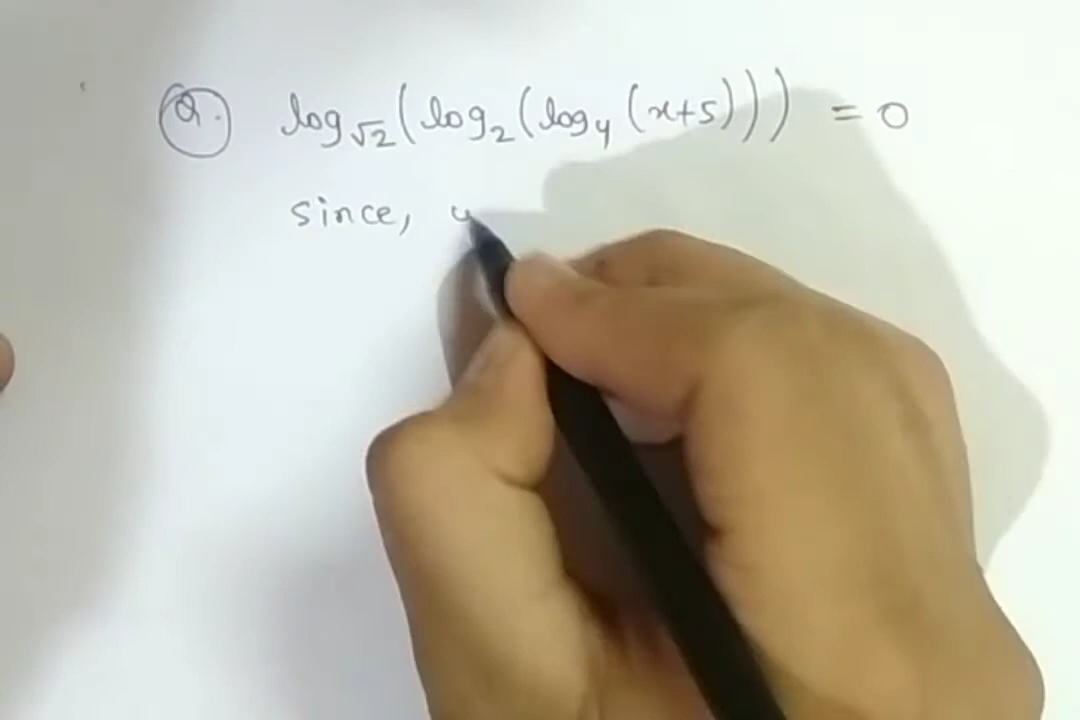 Q. log√2(log2(log4(x+5))) = 0
since,